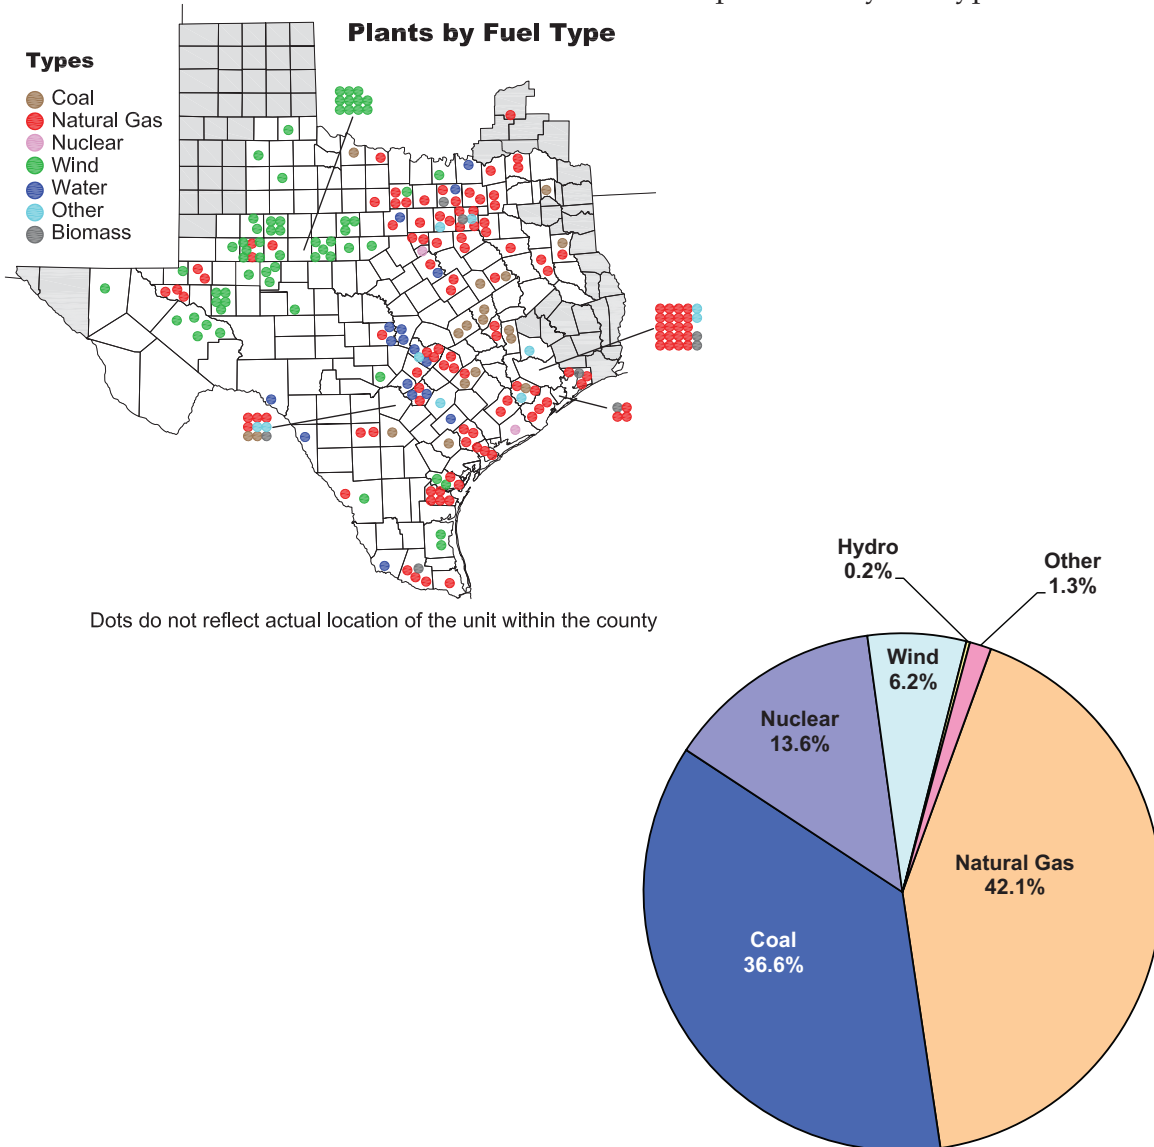 Plants by Fuel Type
Types
Coal
Natural Gas
Nuclear
Wind
Water
Other
Biomass
Dots do not reflect actual location of the unit within the county
Hydro
0.2%
Other
1.3%
Wind
6.2%
Nuclear
13.6%
Natural Gas
42.1%
Coal
36.6%